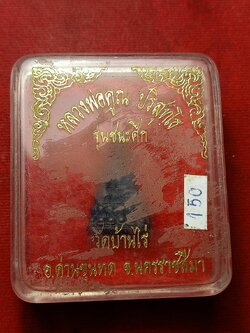 หลวงพ่อคูณ ปริสุทฺโธ
รุ่นชนะศึก
150
วัดบ้านไร่
อ.ด่านขุนทด จ.นครราชสีมา